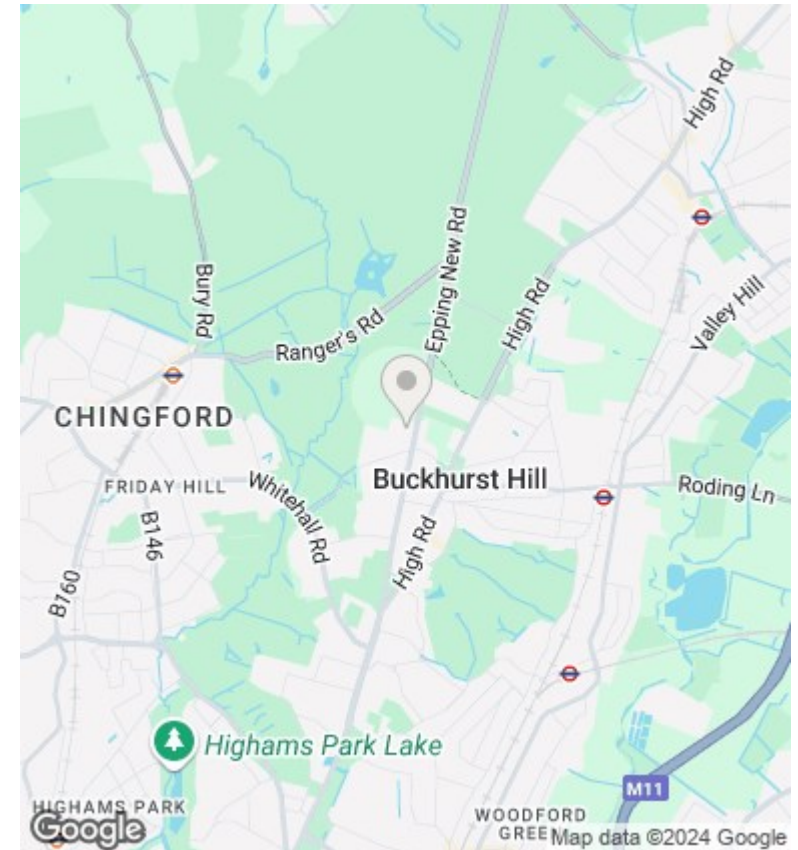 High Rd
Epping New Rd
Bury Rd
High Rd
Valley Hill
Ranger's Rd
CHINGFORD
Buckhurst Hill
FRIDAY HILL
Whitehall Rd
Roding Ln
B146
High Rd
B160
Highams Park Lake
M11
HIGHAMS PARK
WOODFORD
GREE
Google
Map data ©2024 Google